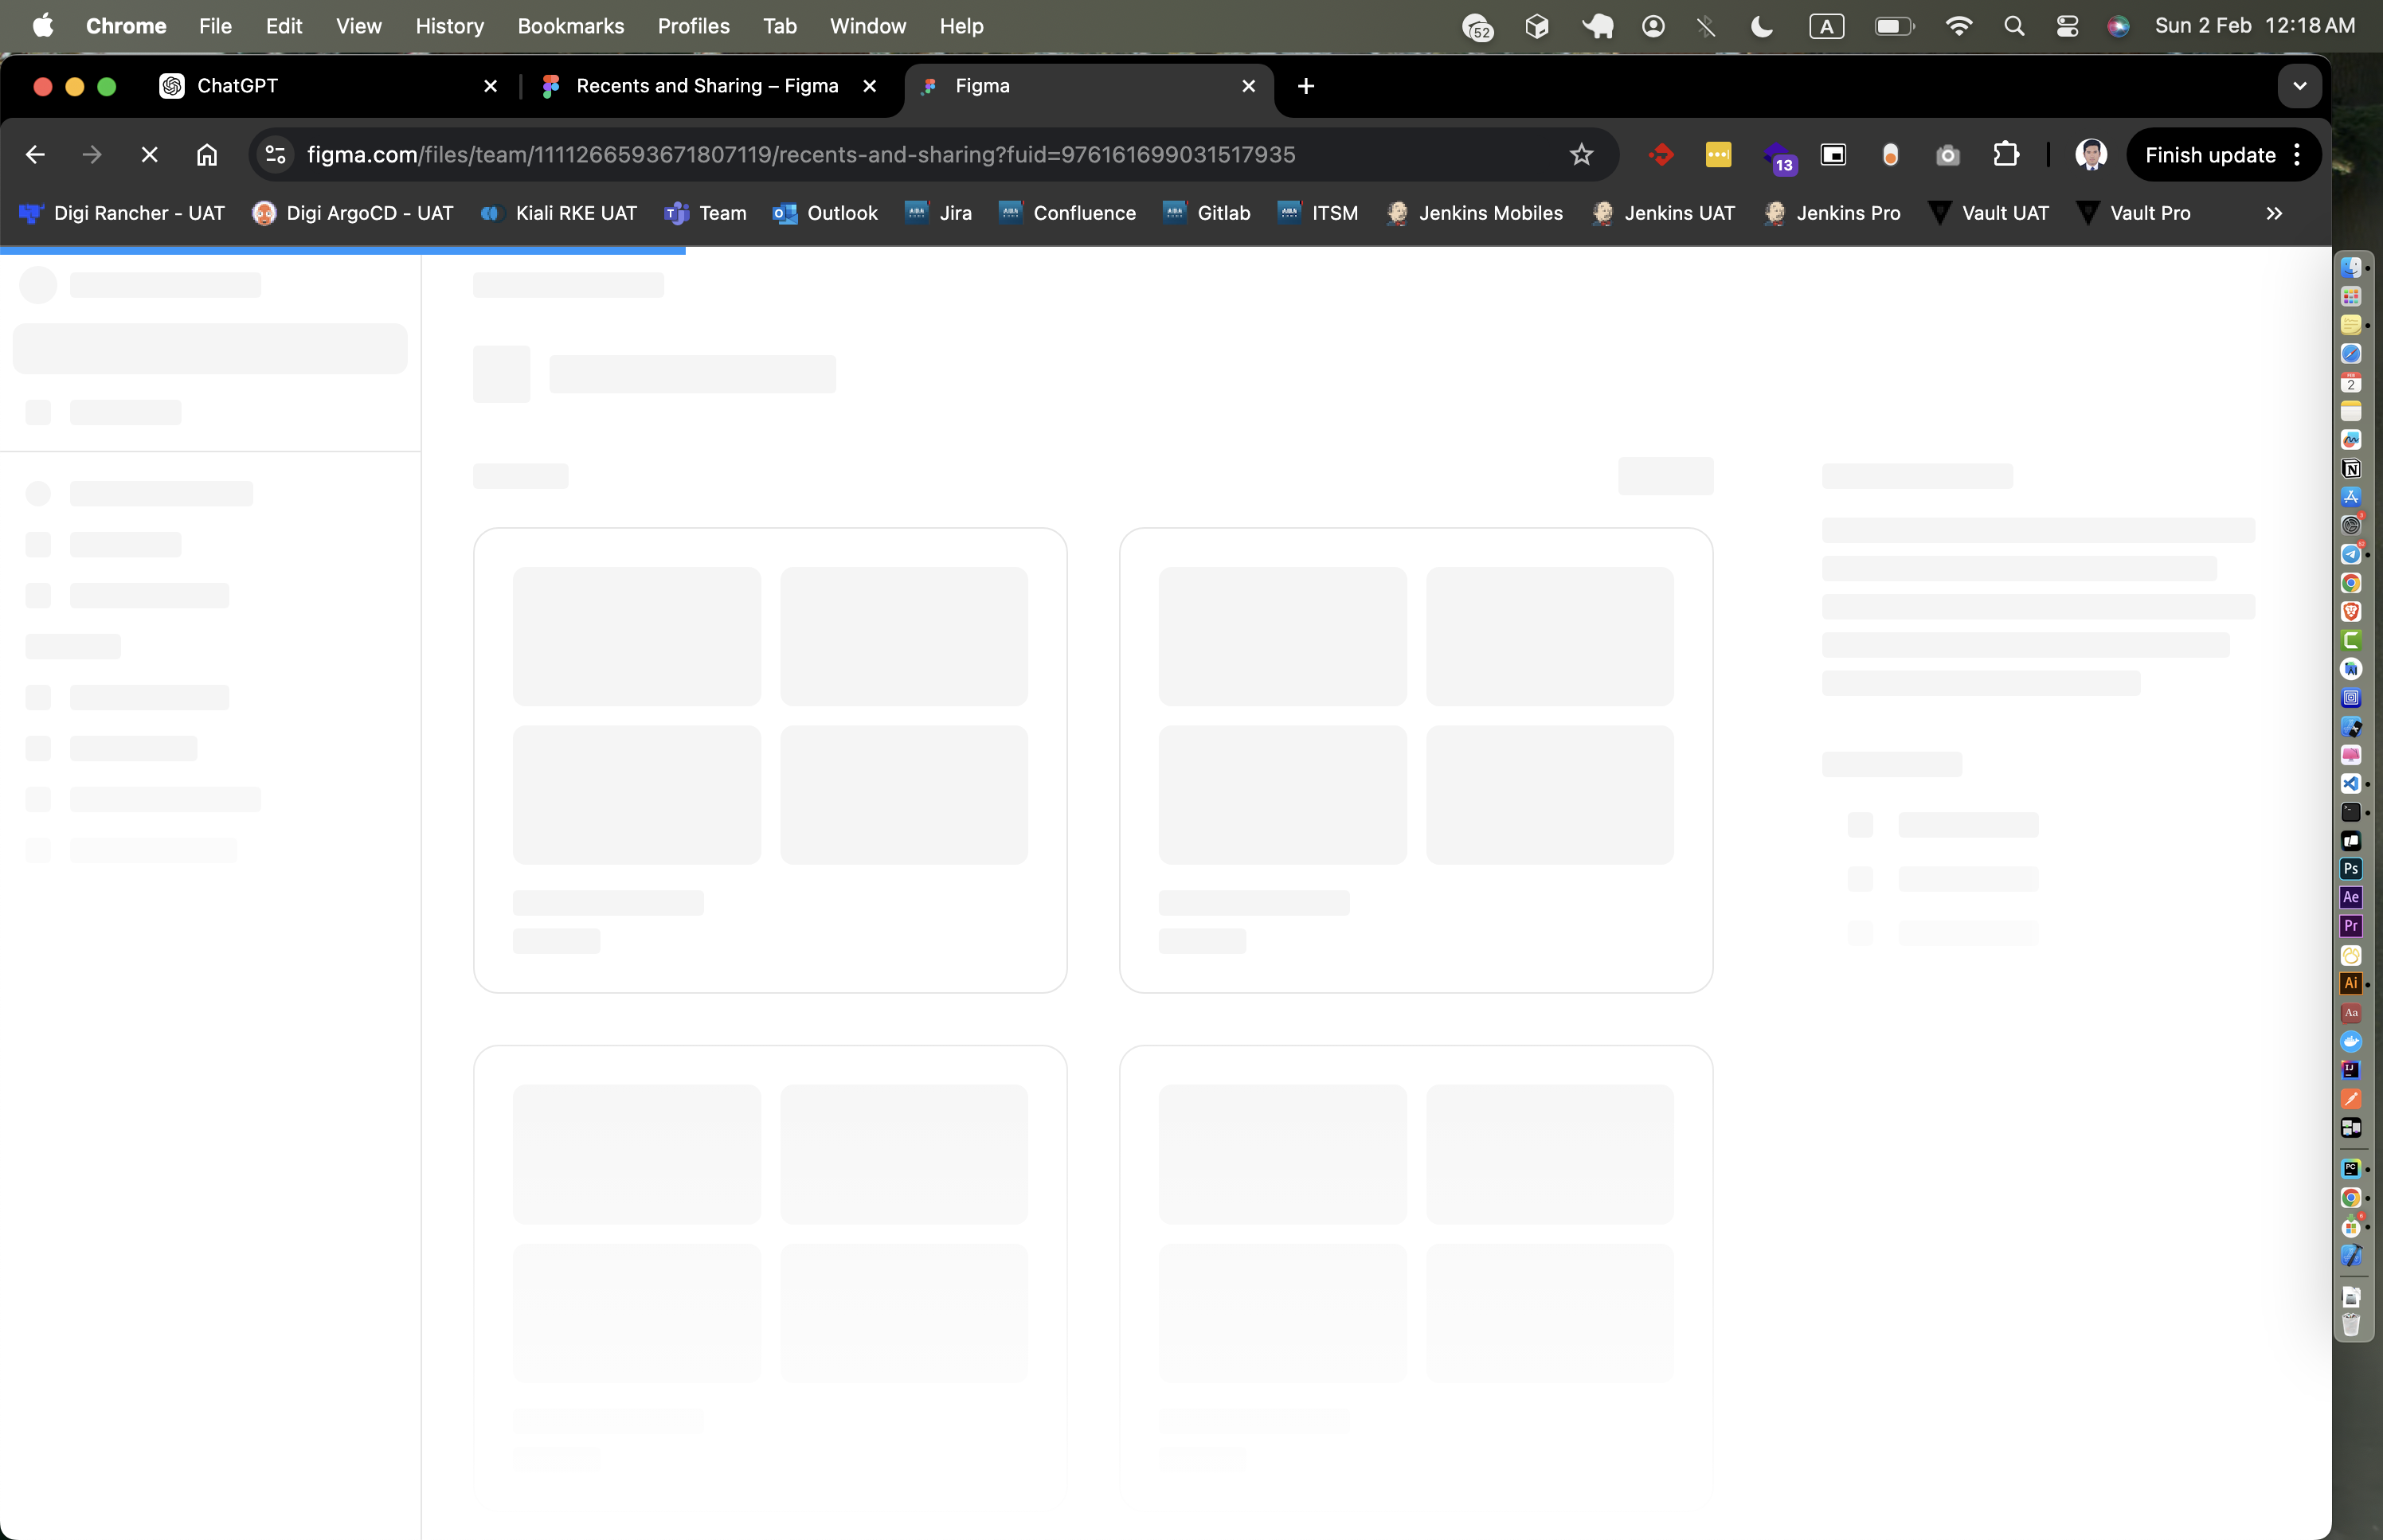 Chrome File Edit View History Bookmarks Profiles Tab Window Help 52 A Sun 2 Feb 12:18 AM
ChatGPT Recents and Sharing – Figma Figma
figma.com/files/team/1111266593671807119/recents-and-sharing?fuid=976161699031517935 13 Finish update
Digi Rancher - UAT Digi ArgoCD - UAT Kiali RKE UAT Team Outlook Jira Confluence Gitlab ITSM Jenkins Mobiles Jenkins UAT Jenkins Pro Vault UAT Vault Pro
2
Ps
Ae
Pr
Ai
Aa
IJ
PC